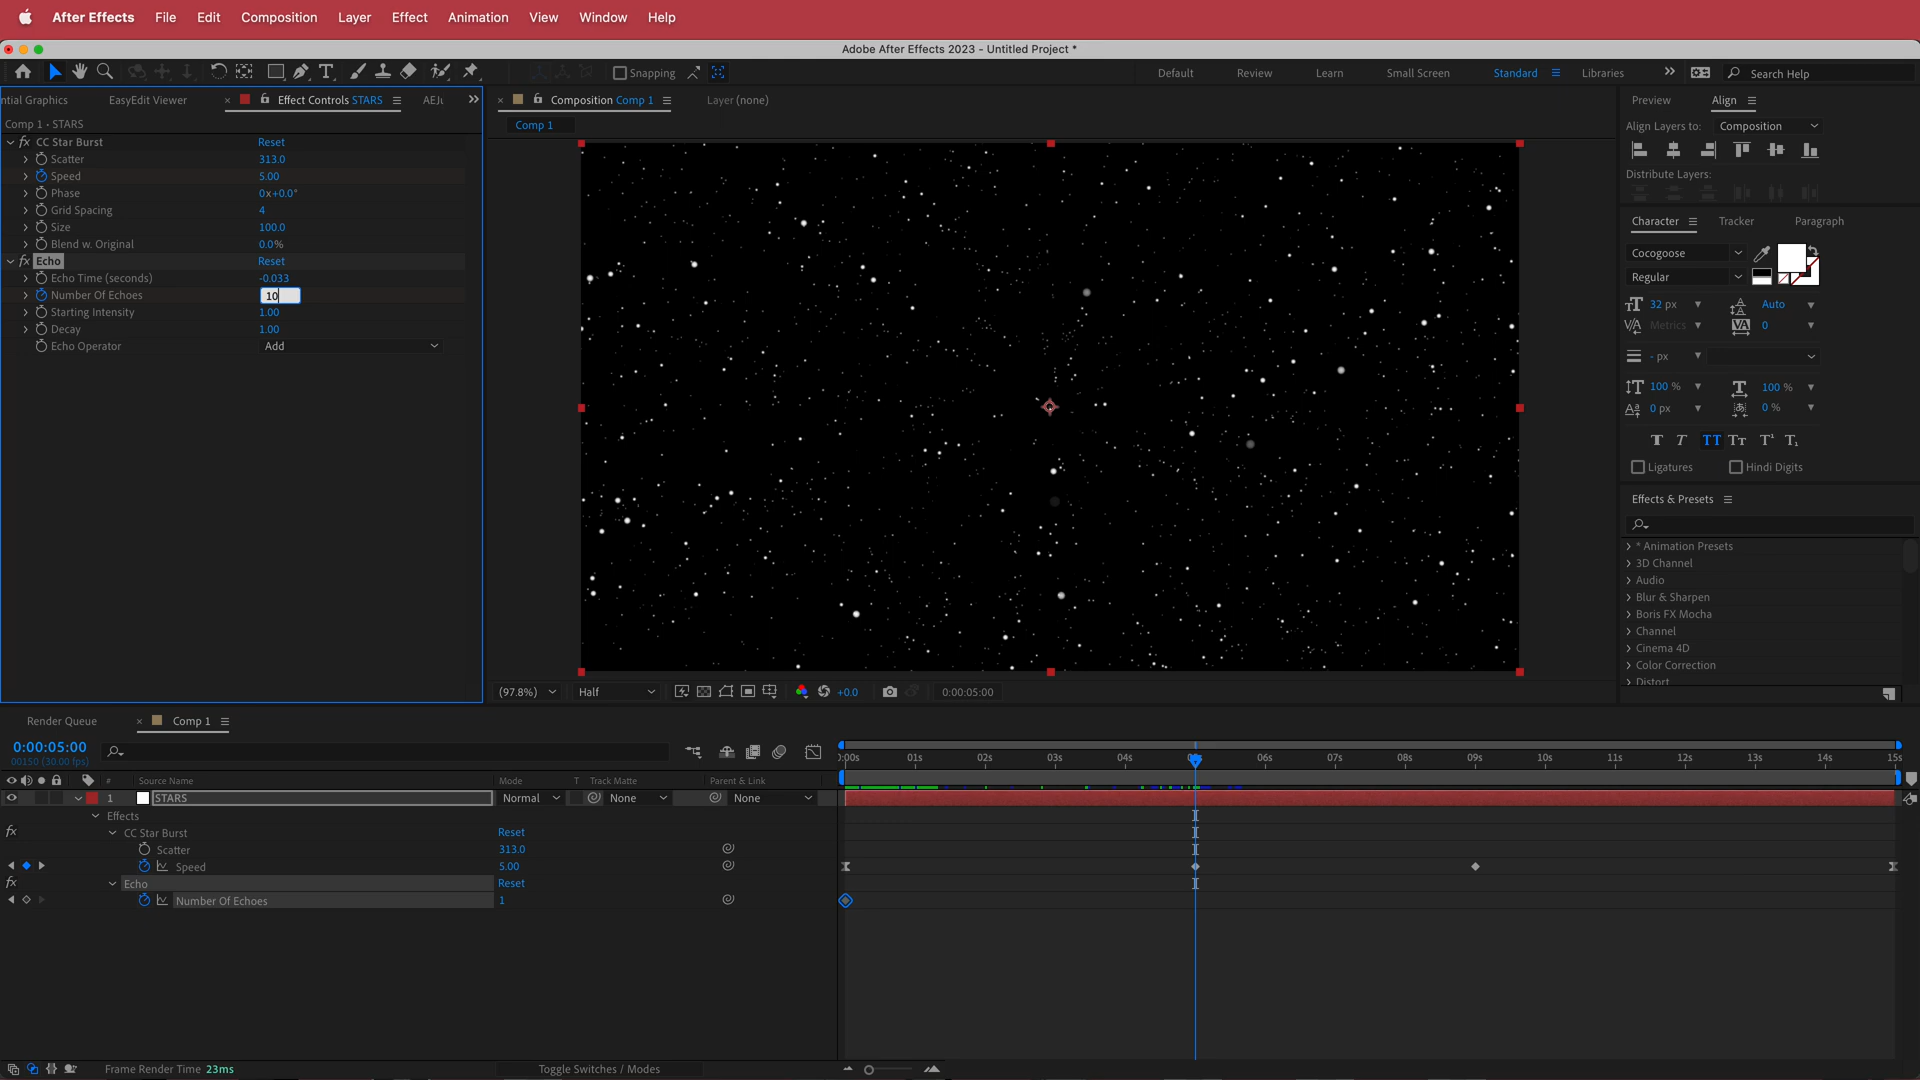 After Effects File Edit Composition Layer Effect Animation View Window Help
Adobe After Effects 2023 - Untitled Project *
Snapping Default Review Learn Small Screen Standard Libraries Search Help
ntial Graphics EasyEdit Viewer Effect Controls STARS AEJu
Comp 1 • STARS
CC Star Burst Reset
Scatter 313.0
Speed 5.00
Phase 0x+0.0°
Grid Spacing 4
Size 100.0
Blend w. Original 0.0%
Echo Reset
Echo Time (seconds) -0.033
Number Of Echoes 10
Starting Intensity 1.00
Decay 1.00
Echo Operator Add
Composition Comp 1 Layer (none)
Comp 1
(97.8%) Half +0.0 0:00:05:00
Preview Align
Align Layers to: Composition
Distribute Layers:
Character Tracker Paragraph
Cocogoose
Regular
32 px Auto
Metrics 0
- px
100 % 100 %
0 px 0 %
Ligatures Hindi Digits
Effects & Presets
* Animation Presets
3D Channel
Audio
Blur & Sharpen
Boris FX Mocha
Channel
Cinema 4D
Color Correction
Distort
Render Queue Comp 1
0:00:05:00
00150 (30.00 fps)
# Source Name Mode T Track Matte Parent & Link
1 STARS Normal None None
Effects
CC Star Burst Reset
Scatter 313.0
Speed 5.00
Echo Reset
Number Of Echoes 1
:00s 01s 02s 03s 04s 06s 07s 08s 09s 10s 11s 12s 13s 14s 15s
Frame Render Time 23ms Toggle Switches / Modes